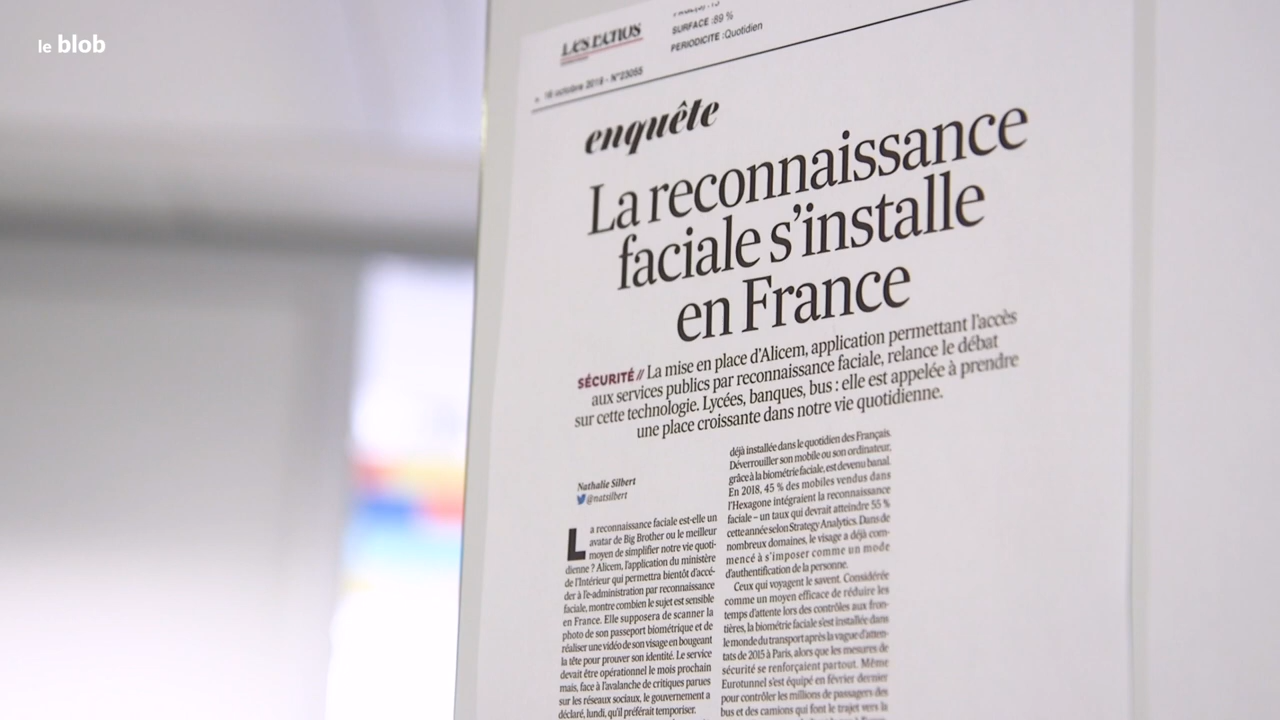 le blob
Les Echos
SURFACE :89 %
PERIODICITE :Quotidien
16 octobre 2019 - N°23055
enquête
La reconnaissance
faciale s'installe
en France
SÉCURITÉ // La mise en place d'Alicem, application permettant l'accès
aux services publics par reconnaissance faciale, relance le débat
sur cette technologie. Lycées, banques, bus : elle est appelée à prendre
une place croissante dans notre vie quotidienne.
Nathalie Silbert
@natsilbert
La reconnaissance faciale est-elle un
avatar de Big Brother ou le meilleur
moyen de simplifier notre vie quoti-
dienne ? Alicem, l'application du ministère
de l'Intérieur qui permettra bientôt d'accé-
der à l'e-administration par reconnaissance
faciale, montre combien le sujet est sensible
en France. Elle supposera de scanner la
photo de son passeport biométrique et de
réaliser une vidéo de son visage en bougeant
la tête pour prouver son identité. Le service
devait être opérationnel le mois prochain
mais, face à l'avalanche de critiques parues
sur les réseaux sociaux, le gouvernement a
déclaré, lundi, qu'il préférait temporiser.
déjà installée dans le quotidien des Français.
Déverrouiller son mobile ou son ordinateur,
grâce à la biométrie faciale, est devenu banal.
En 2018, 45 % des mobiles vendus dans
l'Hexagone intégraient la reconnaissance
faciale – un taux qui devrait atteindre 55 %
cette année selon Strategy Analytics. Dans de
nombreux domaines, le visage a déjà com-
mencé à s'imposer comme un mode
d'authentification de la personne.
Ceux qui voyagent le savent. Considérée
comme un moyen efficace de réduire les
temps d'attente lors des contrôles aux fron-
tières, la biométrie faciale s'est installée dans
le monde du transport après la vague d'atten-
tats de 2015 à Paris, alors que les mesures de
sécurité se renforçaient partout. Même
Eurotunnel s'est équipé en février dernier
pour contrôler les millions de passagers des
bus et des camions qui font le trajet vers la